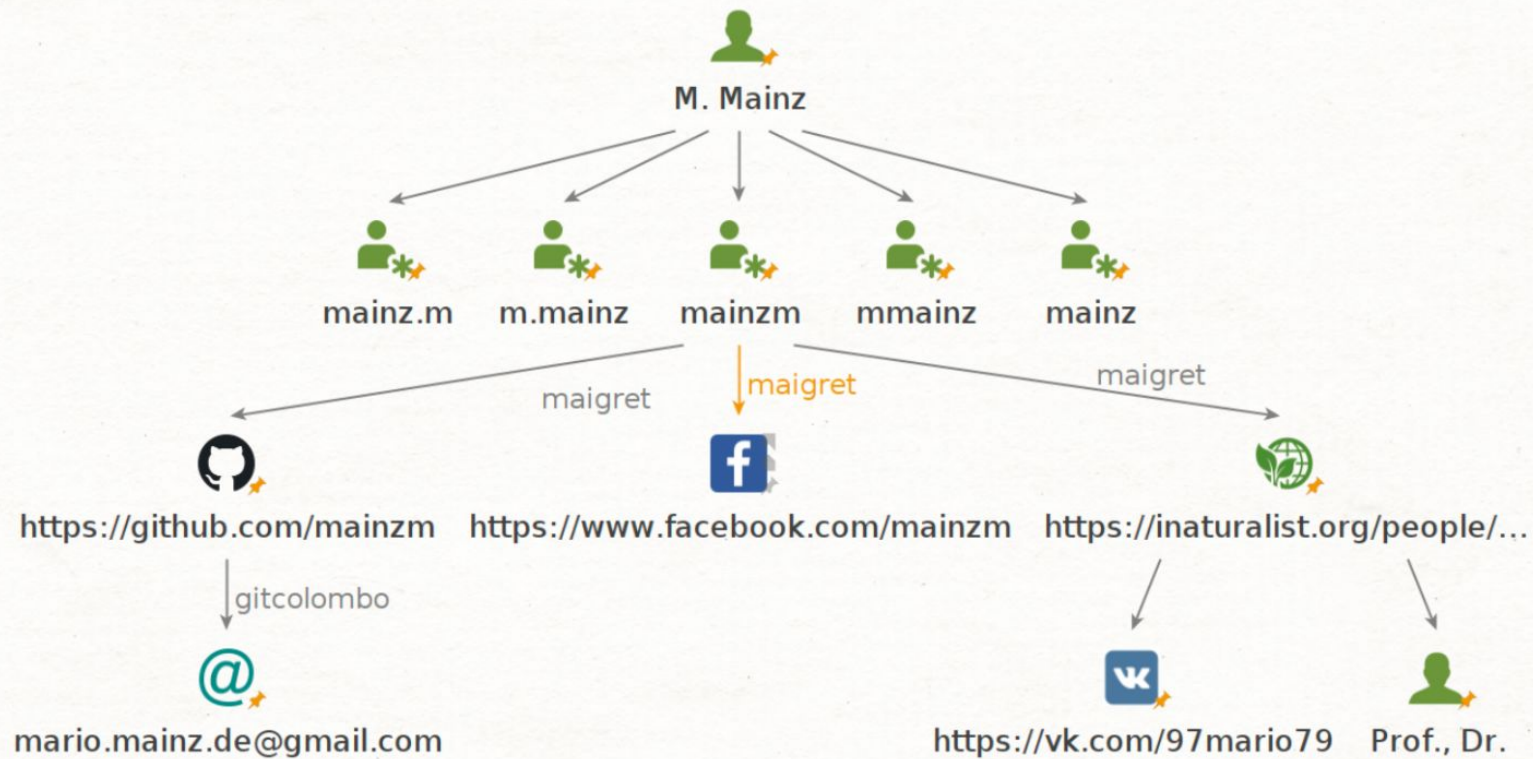 M. Mainz
mainz.m m.mainz mainzm mmainz mainz
maigret maigret maigret
https://github.com/mainzm https://www.facebook.com/mainzm https://inaturalist.org/people/...
gitcolombo
mario.mainz.de@gmail.com https://vk.com/97mario79 Prof., Dr.